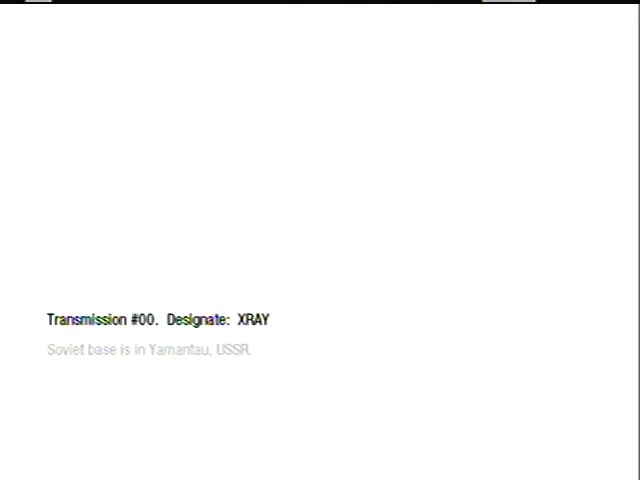 Transmission #00. Designate: XRAY
Soviet base is in Yamantau, USSR.